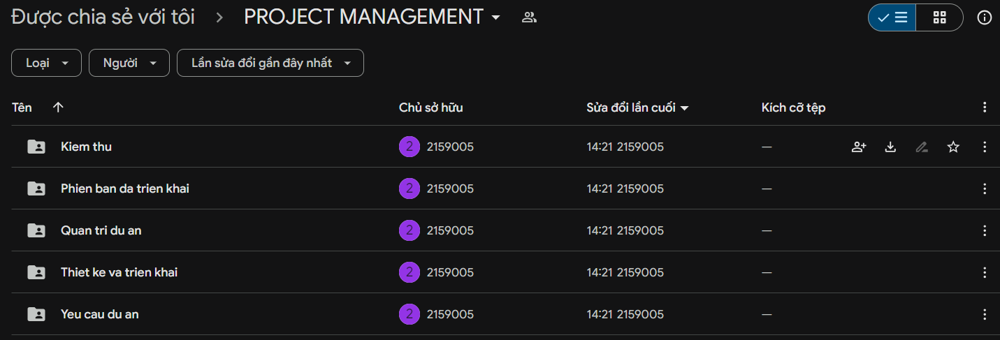 Được chia sẻ với tôi > PROJECT MANAGEMENT
Loại Người Lần sửa đổi gần đây nhất
Tên Chủ sở hữu Sửa đổi lần cuối Kích cỡ tệp
Kiem thu 2 2159005 14:21 2159005 —
Phien ban da trien khai 2 2159005 14:21 2159005 —
Quan tri du an 2 2159005 14:21 2159005 —
Thiet ke va trien khai 2 2159005 14:21 2159005 —
Yeu cau du an 2 2159005 14:21 2159005 —